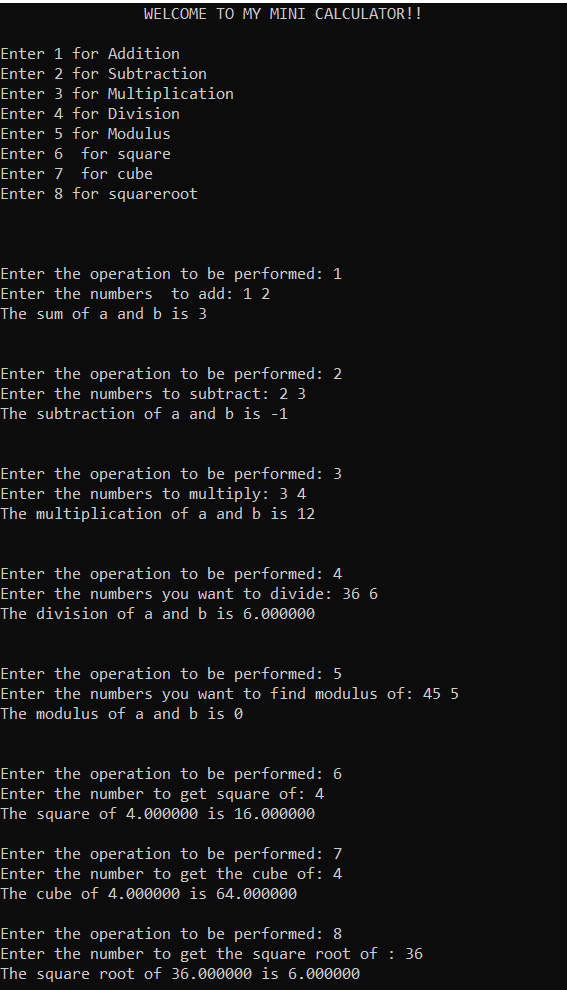 WELCOME TO MY MINI CALCULATOR!!
Enter 1 for Addition
Enter 2 for Subtraction
Enter 3 for Multiplication
Enter 4 for Division
Enter 5 for Modulus
Enter 6  for square
Enter 7  for cube
Enter 8 for squareroot
Enter the operation to be performed: 1
Enter the numbers  to add: 1 2
The sum of a and b is 3
Enter the operation to be performed: 2
Enter the numbers to subtract: 2 3
The subtraction of a and b is -1
Enter the operation to be performed: 3
Enter the numbers to multiply: 3 4
The multiplication of a and b is 12
Enter the operation to be performed: 4
Enter the numbers you want to divide: 36 6
The division of a and b is 6.000000
Enter the operation to be performed: 5
Enter the numbers you want to find modulus of: 45 5
The modulus of a and b is 0
Enter the operation to be performed: 6
Enter the number to get square of: 4
The square of 4.000000 is 16.000000
Enter the operation to be performed: 7
Enter the number to get the cube of: 4
The cube of 4.000000 is 64.000000
Enter the operation to be performed: 8
Enter the number to get the square root of : 36
The square root of 36.000000 is 6.000000